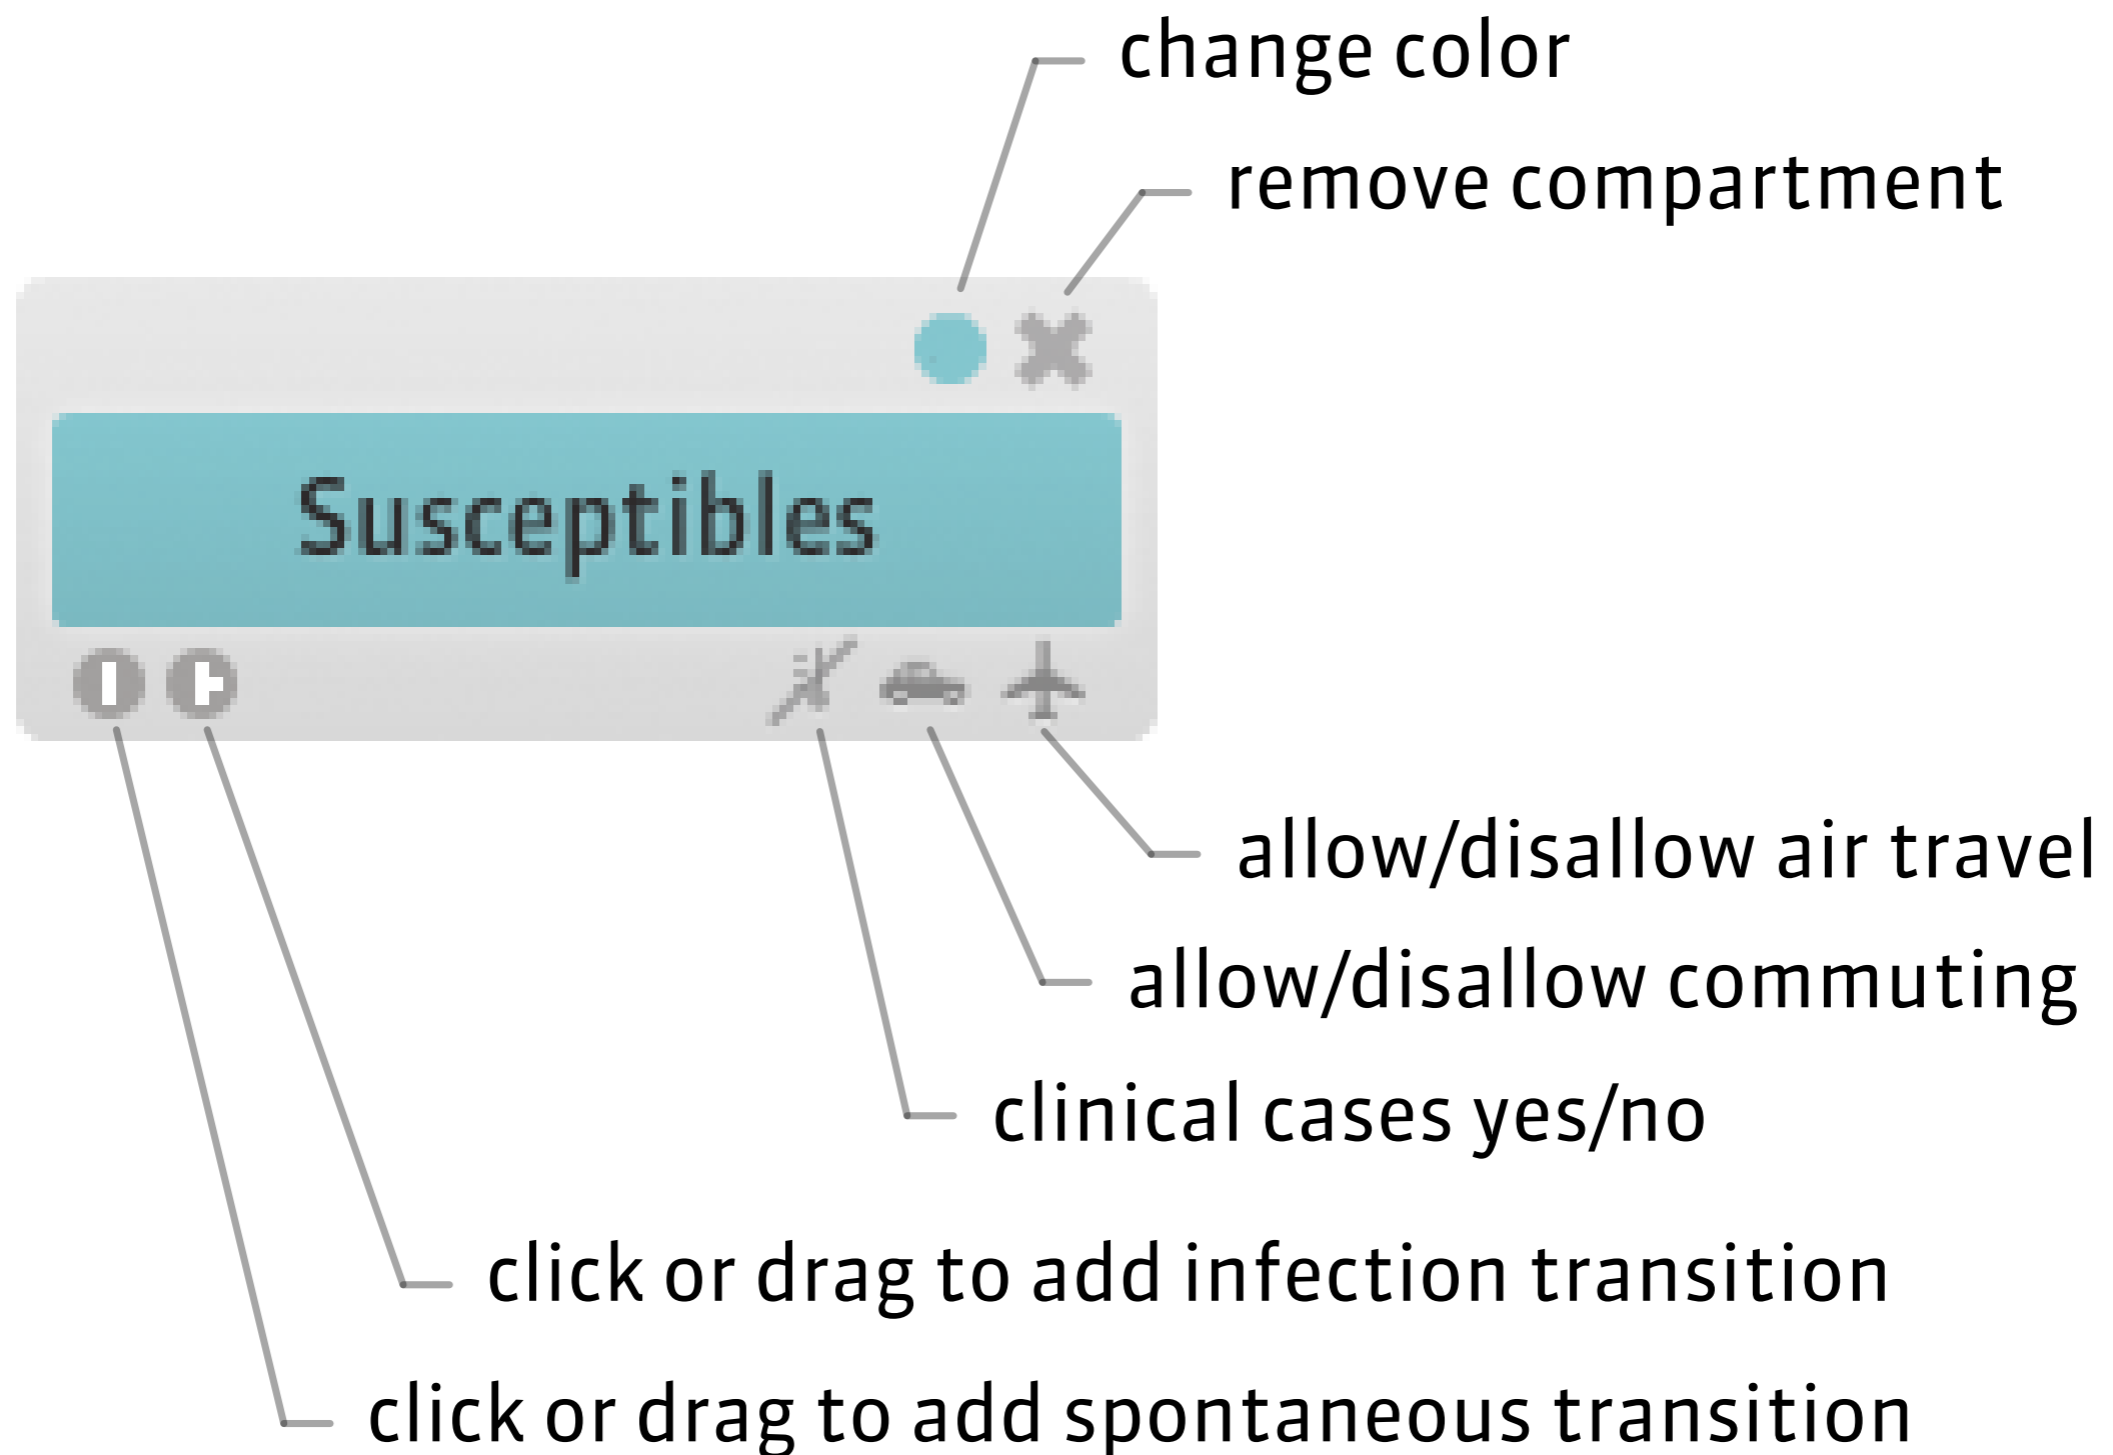 change color
remove compartment
Susceptibles
allow/disallow air travel
allow/disallow commuting
clinical cases yes/no
click or drag to add infection transition
click or drag to add spontaneous transition